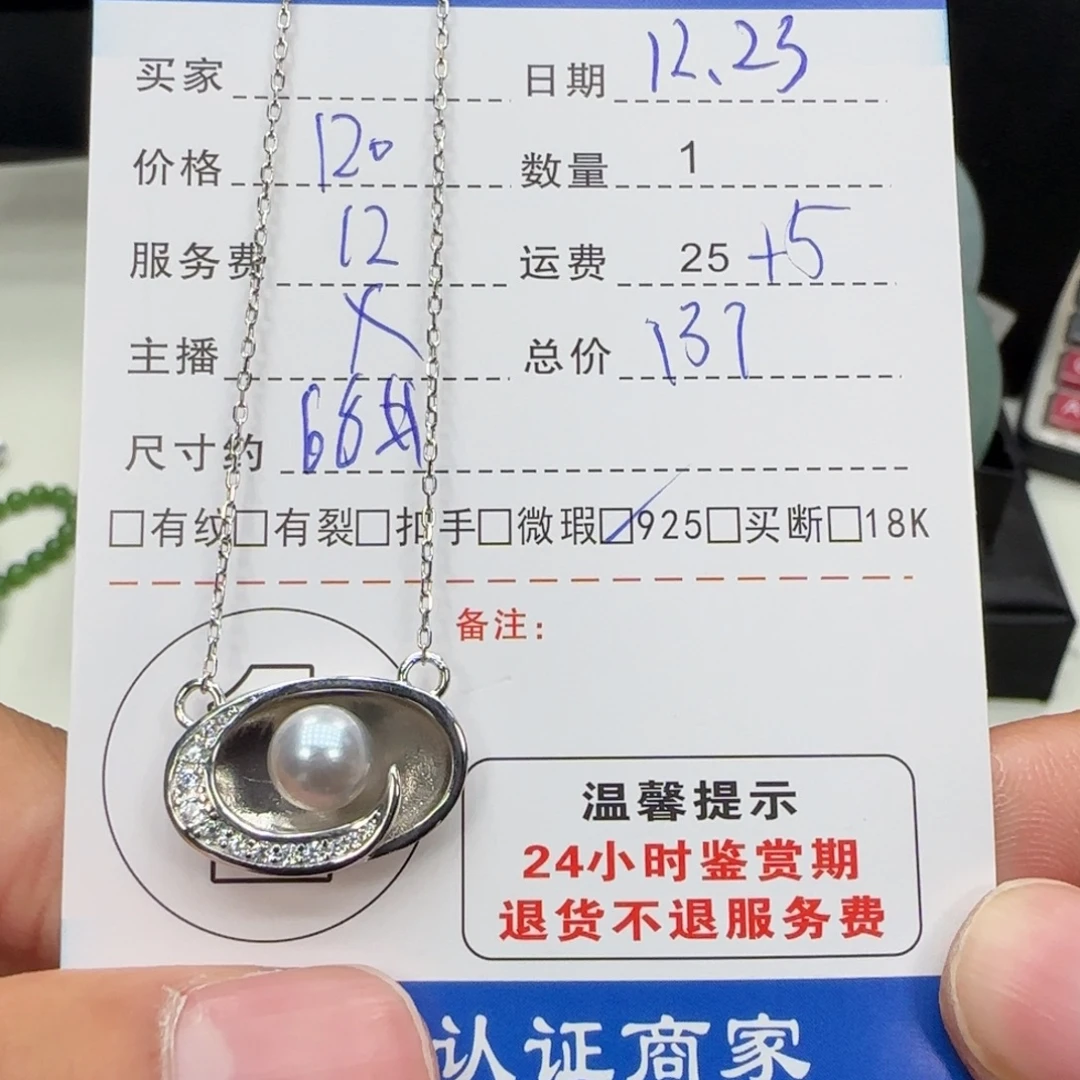 买家 日期 12.23
价格 120 数量 1
服务费 12 运费 25 +5
主播 X 总价 137
尺寸约 68
□有纹□有裂□扣手□微瑕☑925□买断□18K
备注：
温馨提示
24小时鉴赏期
退货不退服务费
认证商家